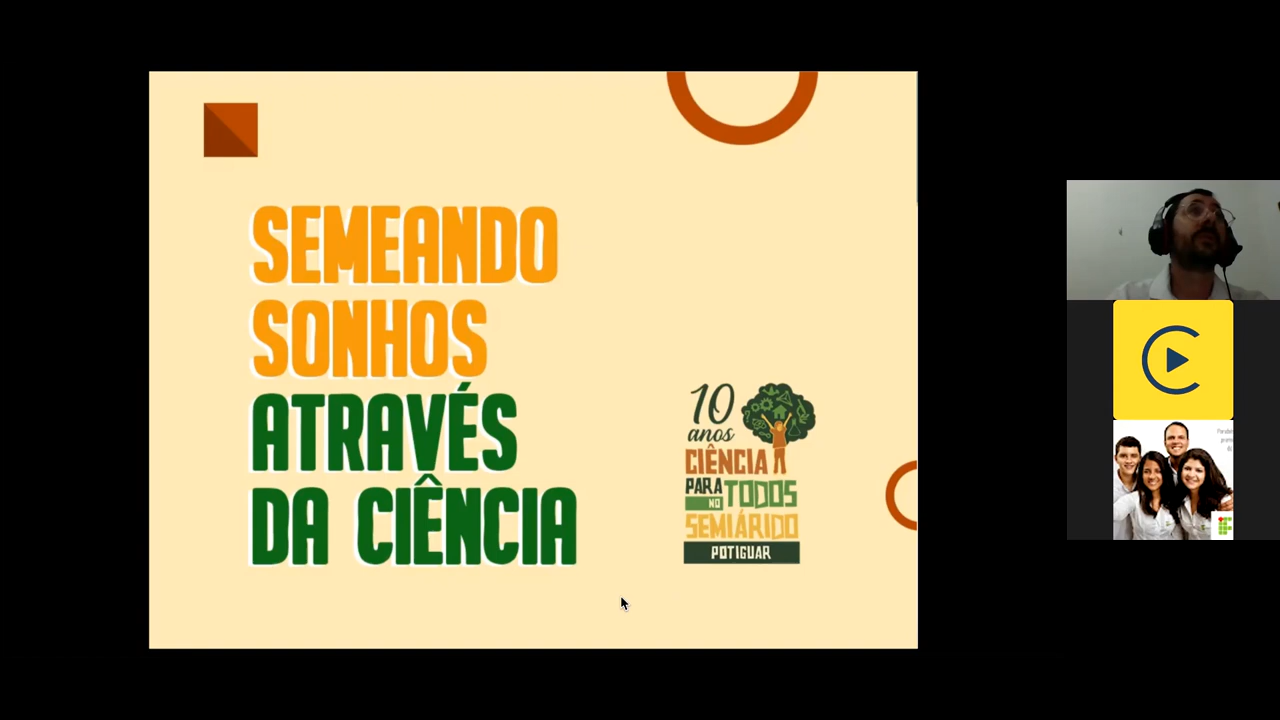 SEMEANDO
SONHOS
ATRAVÉS
DA CIÊNCIA
10
anos
CIÊNCIA
PARA
NO
TODOS
SEMIÁRIDO
POTIGUAR